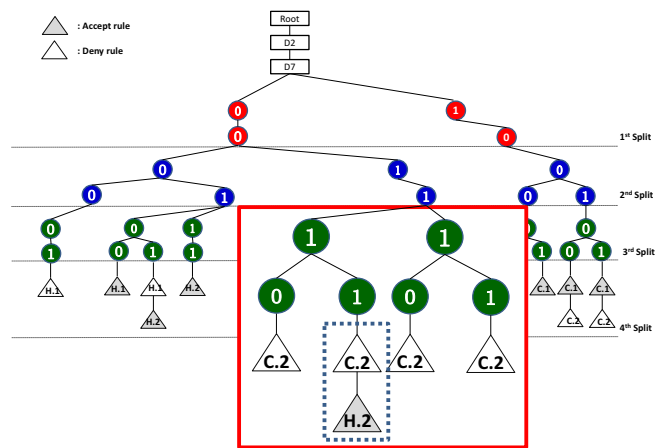 Root
: Accept rule
D2
: Deny rule
D7
0 1
0 0
1st Split
0 1 0
0 1 1 0 1
2nd Split
0 0 1 1 1 0 0 1
1 0 1 1 1 0 1
3rd Split
H.1 H.1 H.1 H.2 C.1 C.1 C.1
0 1 0 1
H.2 C.2 C.2
4th Split
C.2 C.2 C.2 C.2
H.2